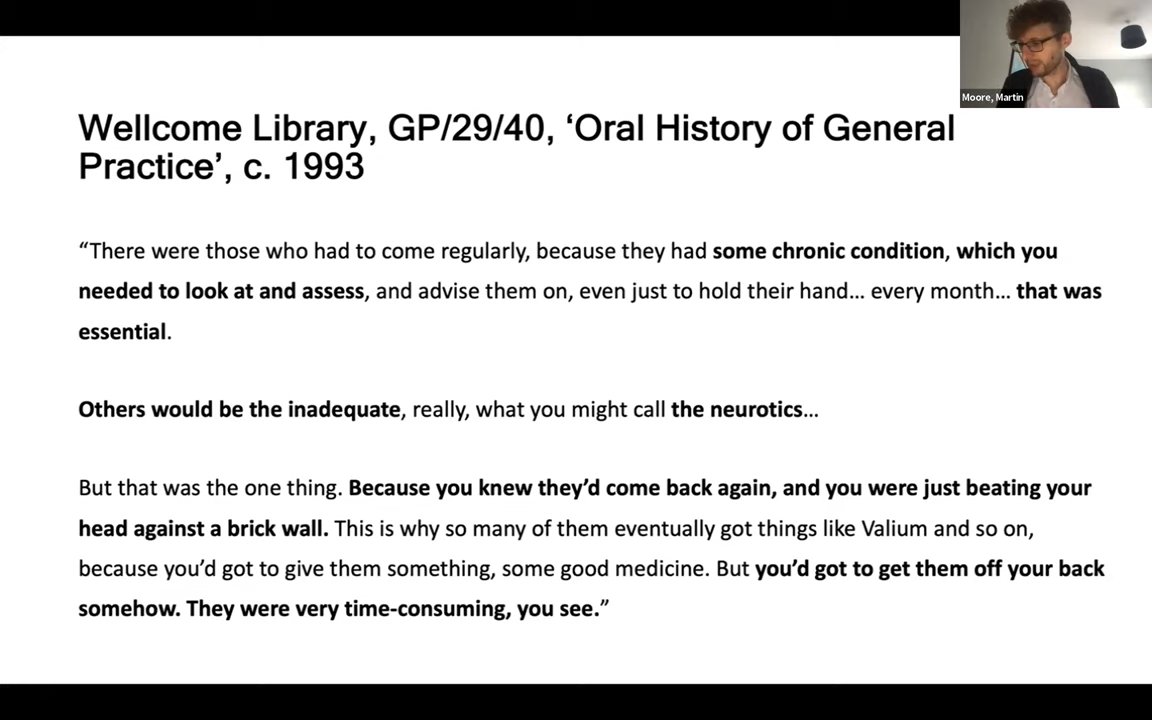 Moore, Martin
Wellcome Library, GP/29/40, ‘Oral History of General
Practice’, c. 1993
“There were those who had to come regularly, because they had some chronic condition, which you
needed to look at and assess, and advise them on, even just to hold their hand… every month… that was
essential.
Others would be the inadequate, really, what you might call the neurotics…
But that was the one thing. Because you knew they’d come back again, and you were just beating your
head against a brick wall. This is why so many of them eventually got things like Valium and so on,
because you’d got to give them something, some good medicine. But you’d got to get them off your back
somehow. They were very time-consuming, you see.”